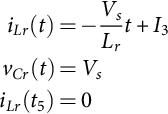 i_{Lr}(t) = -\frac{V_s}{L_r}t + I_3
v_{Cr}(t) = V_s
i_{Lr}(t_5) = 0